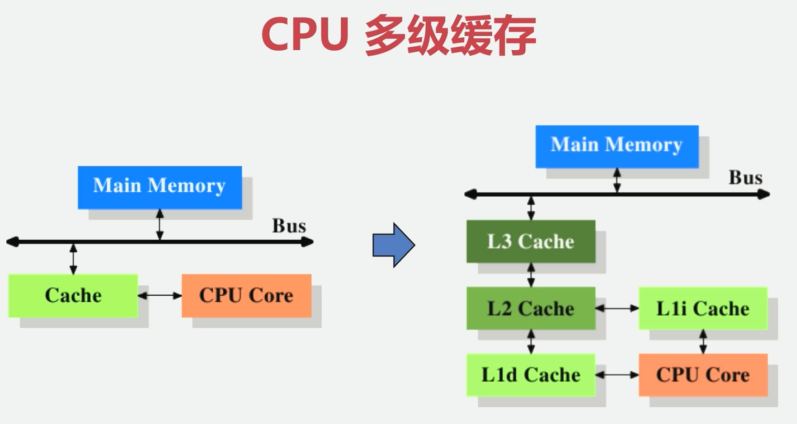 CPU 多级缓存
Main Memory
Bus
Cache
CPU Core
Main Memory
Bus
L3 Cache
L2 Cache
L1i Cache
L1d Cache
CPU Core